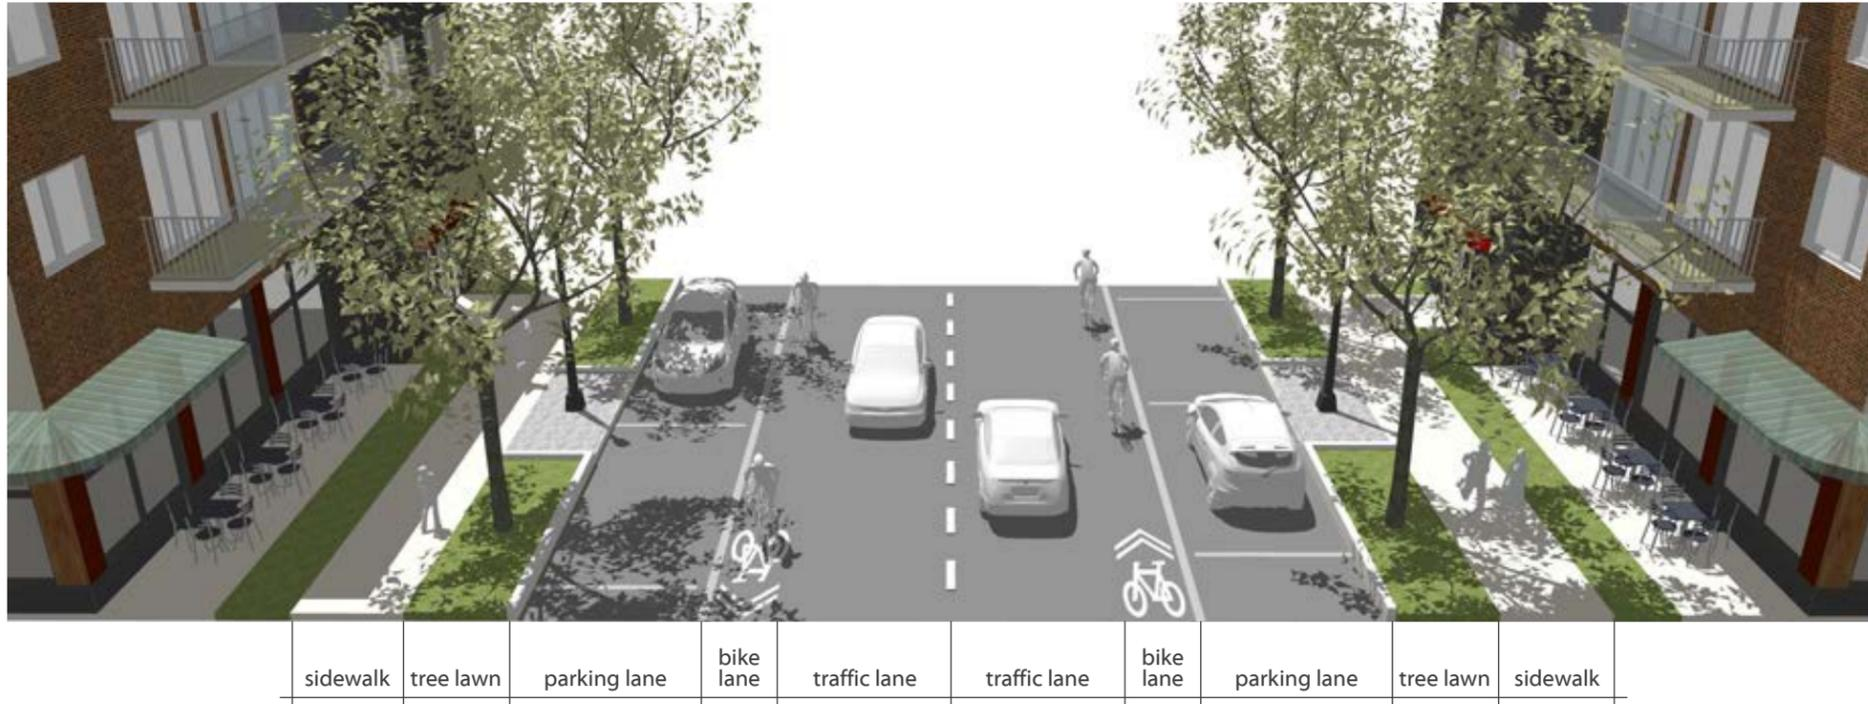 sidewalk
tree lawn
parking lane
bike
lane
traffic lane
traffic lane
bike
lane
parking lane
tree lawn
sidewalk